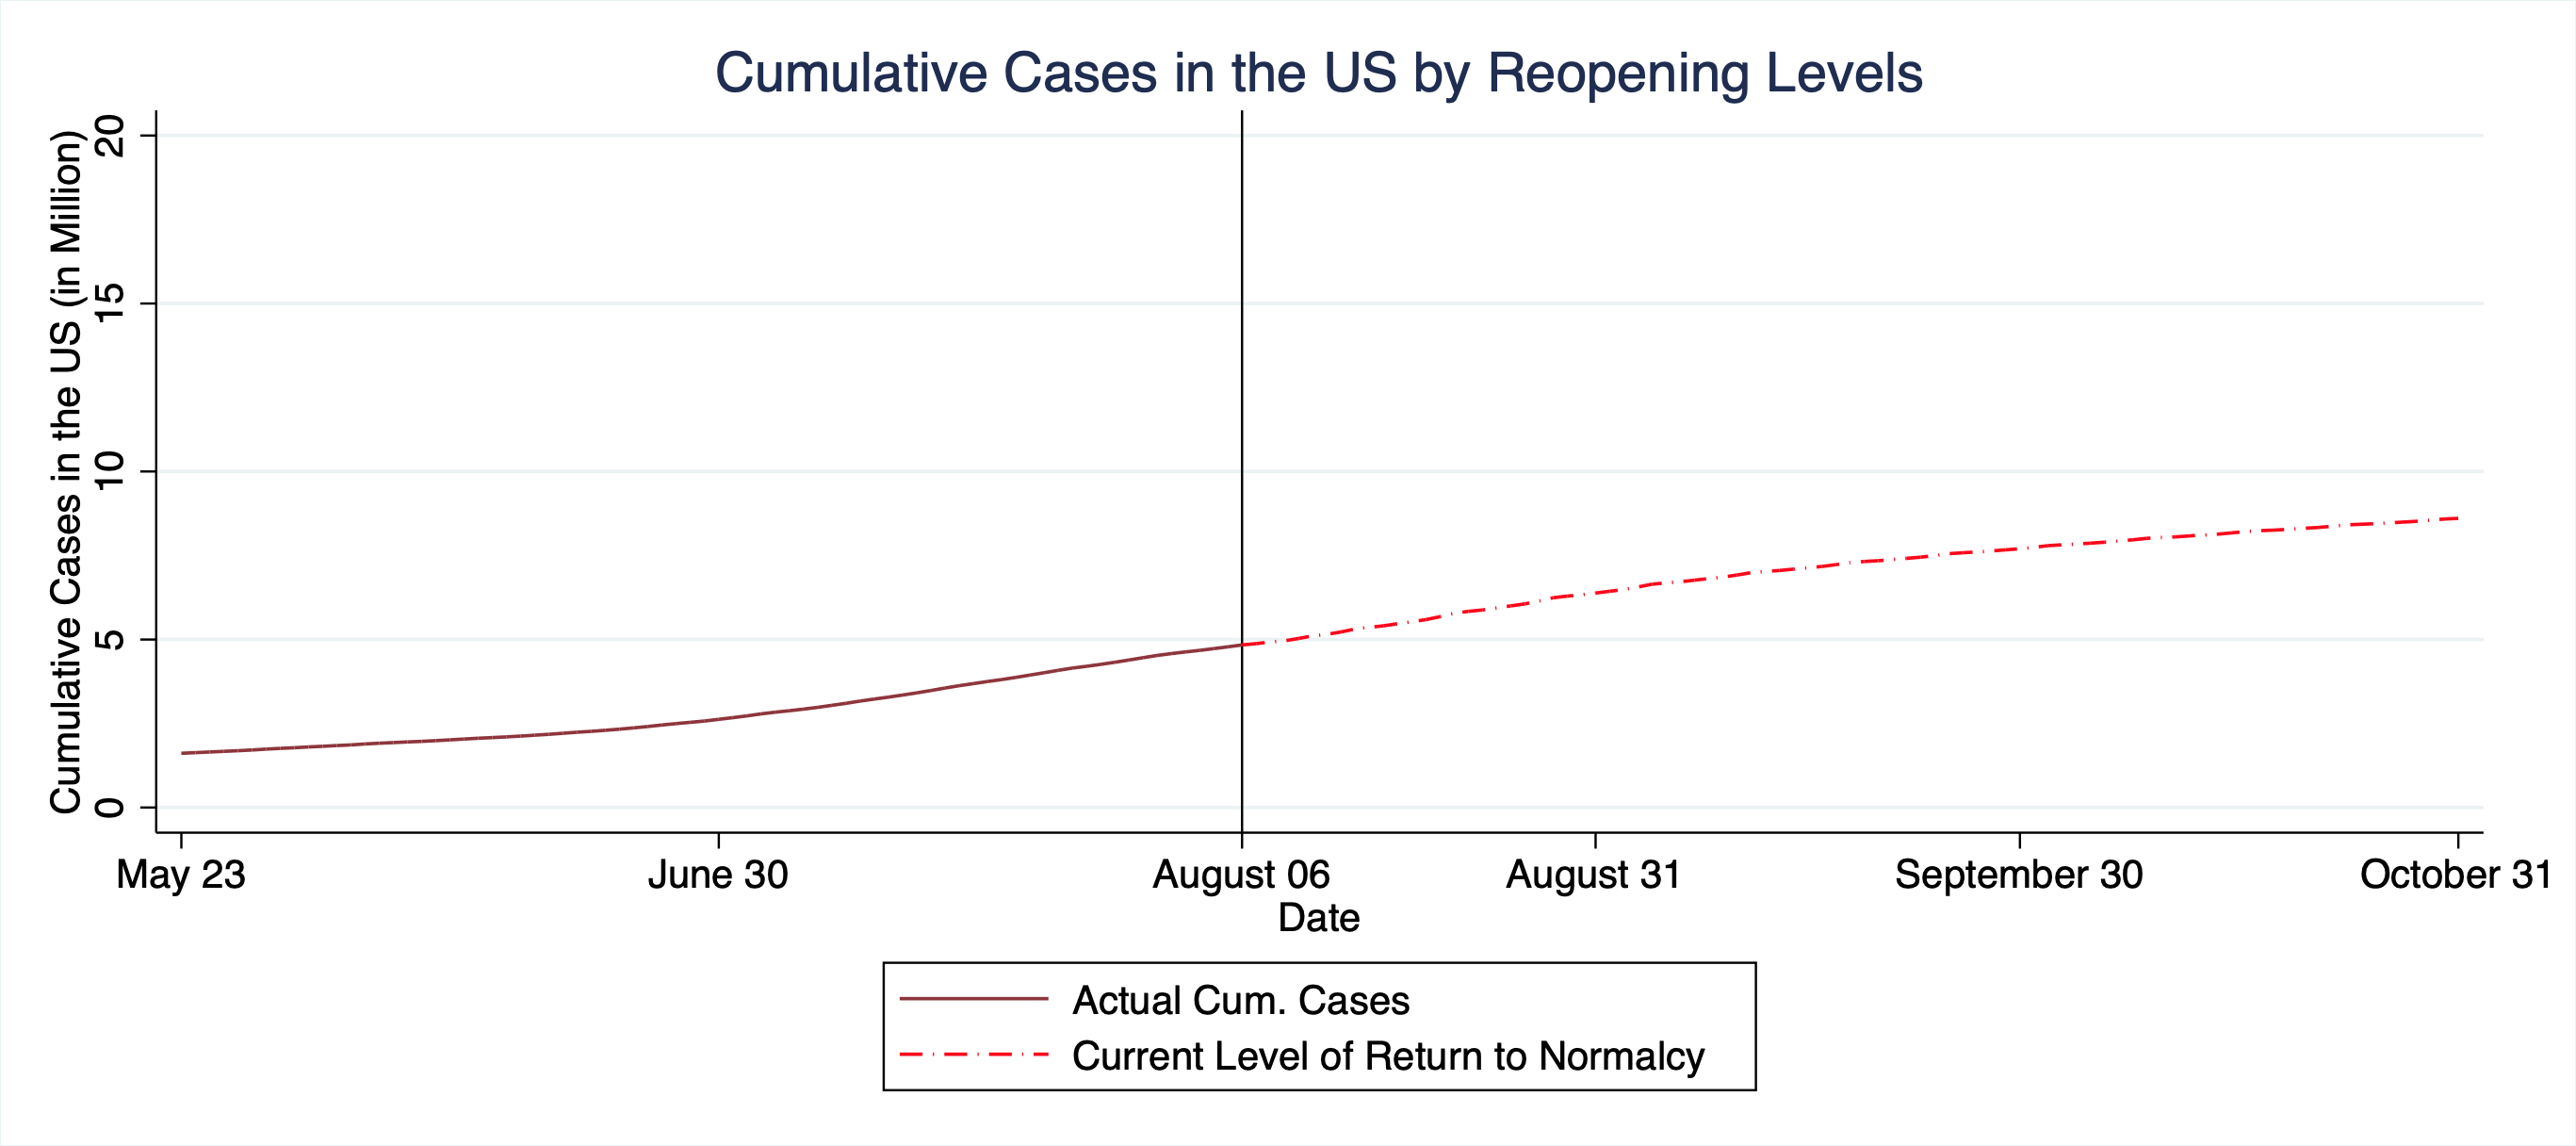 Cumulative Cases in the US by Reopening Levels
Cumulative Cases in the US (in Million)
20
15
10
5
0
May 23
June 30
August 06
August 31
September 30
October 31
Date
Actual Cum. Cases
Current Level of Return to Normalcy